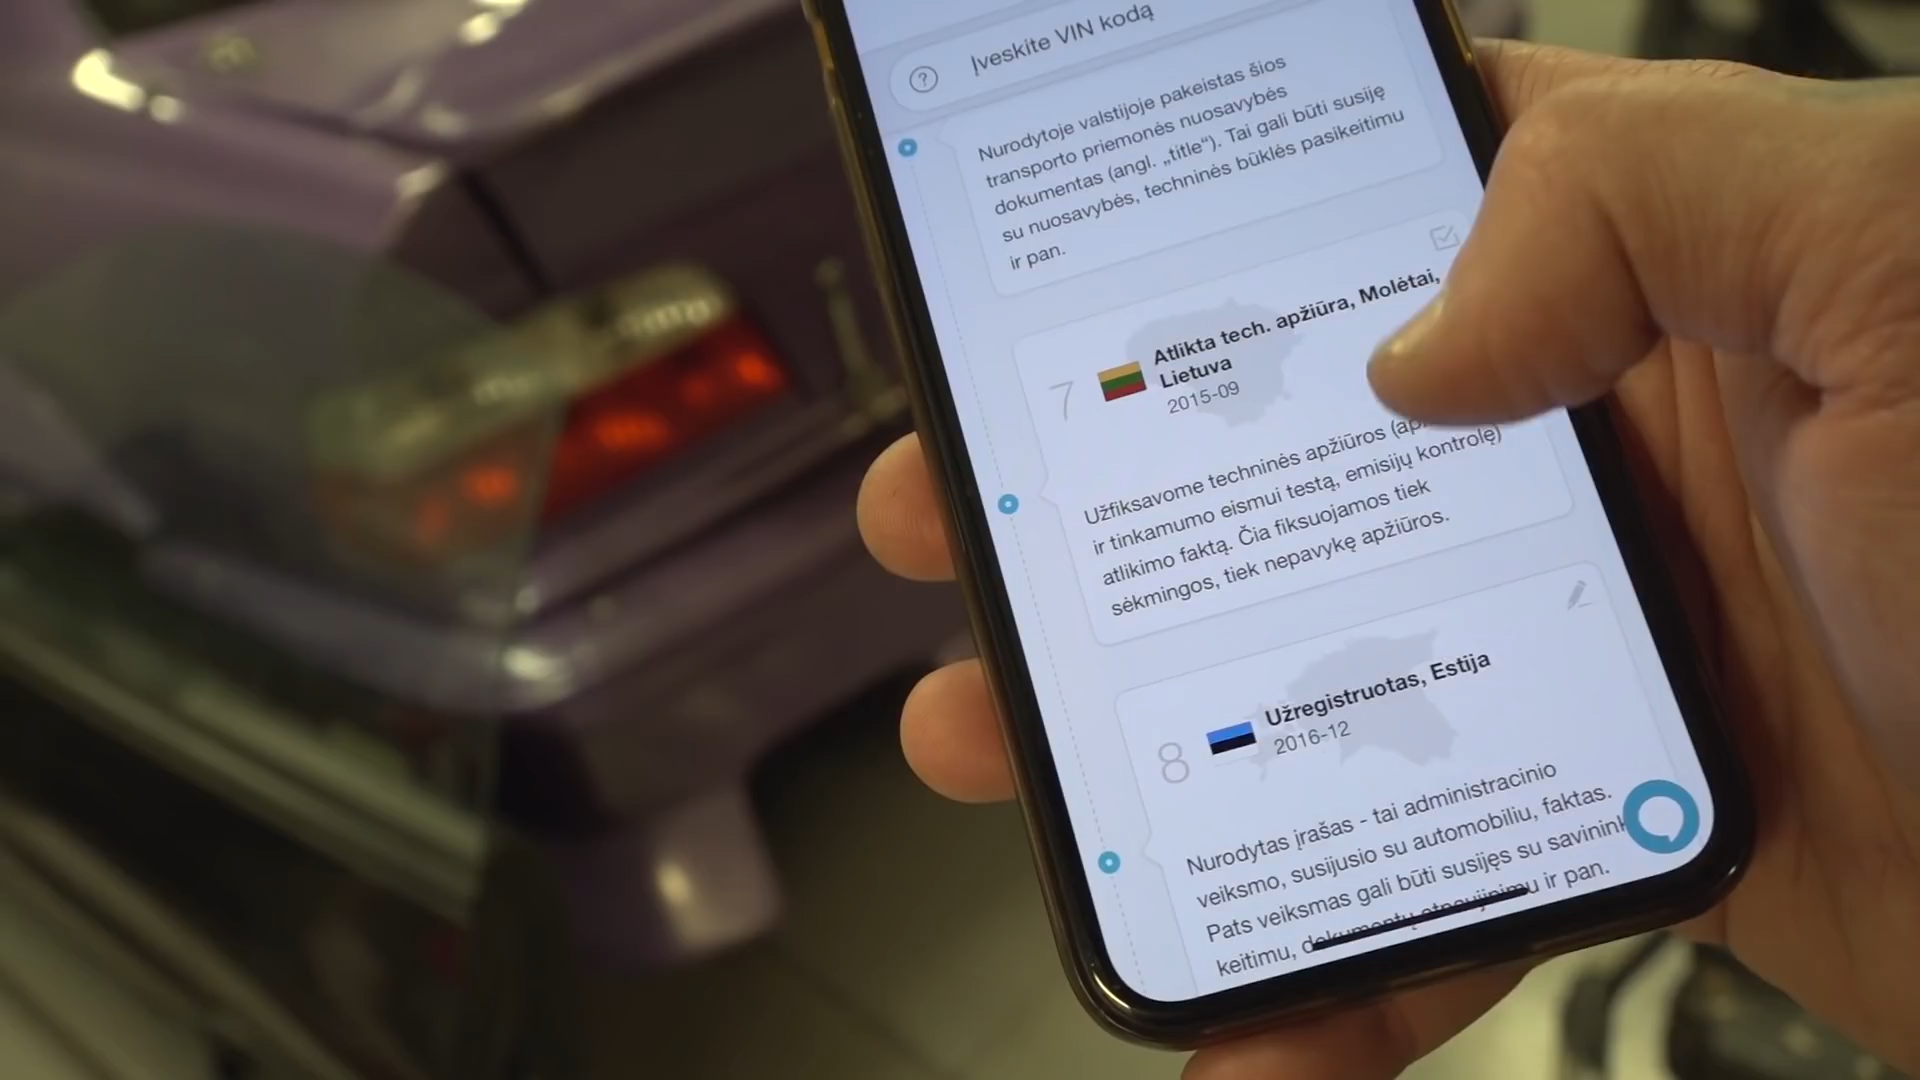 Įveskite VIN kodą
Nurodytoje valstijoje pakeistas šios
transporto priemonės nuosavybės
dokumentas (angl. „title“). Tai gali būti susiję
su nuosavybės, techninės būklės pasikeitimu
ir pan.
7
Atlikta tech. apžiūra, Molėtai,
Lietuva
2015-09
Užfiksavome techninės apžiūros
ir tinkamumo eismui testą, emisijų kontrolę)
atlikimo faktą. Čia fiksuojamos tiek
sėkmingos, tiek nepavykę apžiūros.
8
Užregistruotas, Estija
2016-12
Nurodytas įrašas - tai administracinio
veiksmo, susijusio su automobiliu, faktas.
Pats veiksmas gali būti susijęs su
keitimu, dokumentų atnaujinimu ir pan.